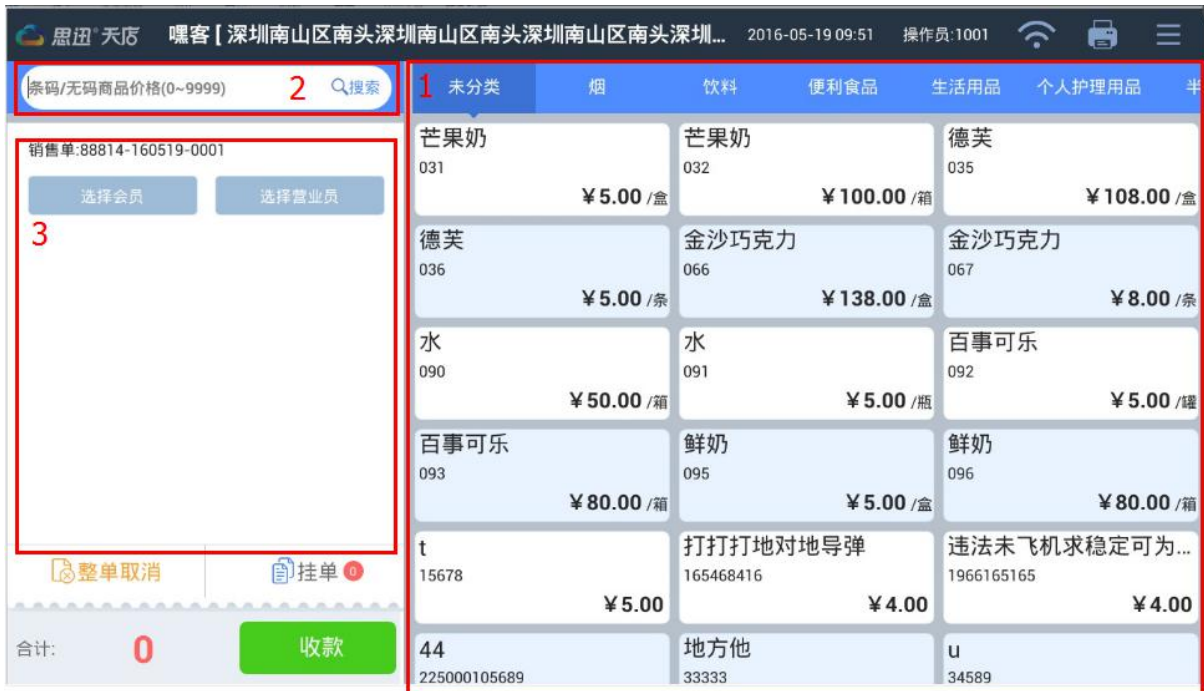 思迅天店 嘿客 [ 深圳南山区南头深圳南山区南头深圳南山区南头深圳... 2016-05-19 09:51 操作员:1001
条码/无码商品价格(0~9999) 2 搜索
1 未分类 烟 饮料 便利食品 生活用品 个人护理用品 半
销售单:88814-160519-0001
选择会员 选择营业员
3
芒果奶 芒果奶 德芙
031 032 035
¥5.00 /盒 ¥100.00 /箱 ¥108.00 /盒
德芙 金沙巧克力 金沙巧克力
036 066 067
¥5.00 /条 ¥138.00 /盒 ¥8.00 /条
水 水 百事可乐
090 091 092
¥50.00 /箱 ¥5.00 /瓶 ¥5.00 /罐
百事可乐 鲜奶 鲜奶
093 095 096
¥80.00 /箱 ¥5.00 /盒 ¥80.00 /箱
t 打打打地对地导弹 违法未飞机求稳定可为...
15678 165468416 1966165165
¥5.00 ¥4.00 ¥4.00
44 地方他 u
225000105689 33333 34589
整单取消 挂单 0
合计: 0 收款